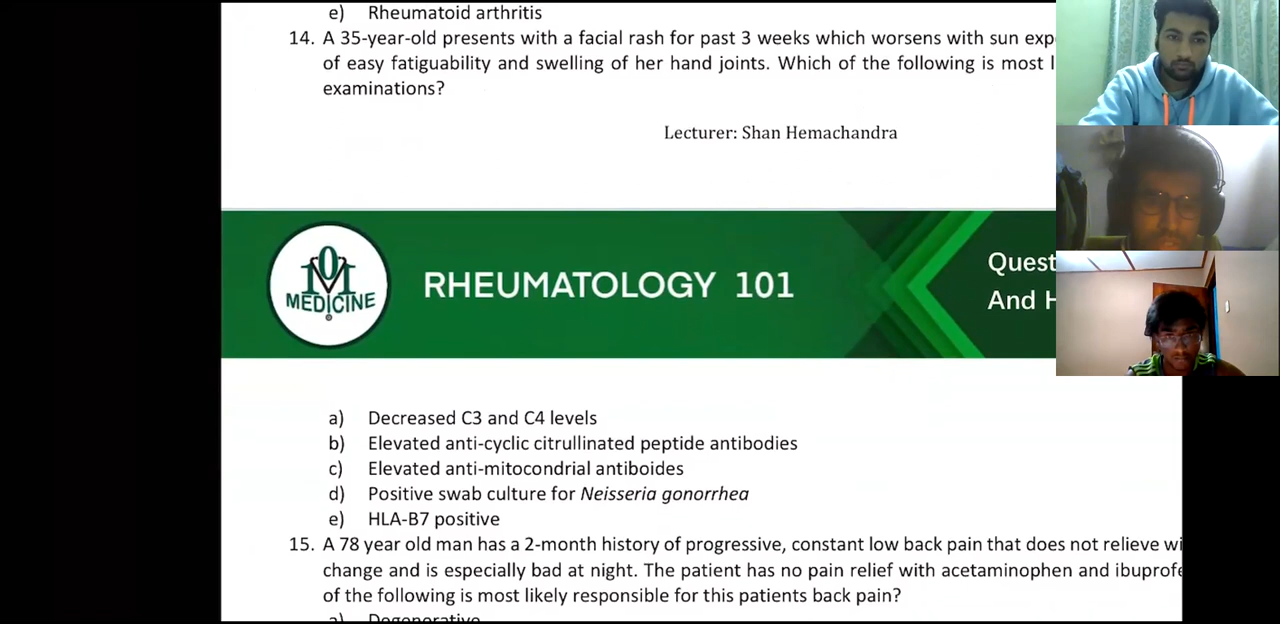 e) Rheumatoid arthritis
14. A 35-year-old presents with a facial rash for past 3 weeks which worsens with sun exp
of easy fatiguability and swelling of her hand joints. Which of the following is most l
examinations?
Lecturer: Shan Hemachandra
101
MEDICINE
RHEUMATOLOGY 101
Quest
And H
a) Decreased C3 and C4 levels
b) Elevated anti-cyclic citrullinated peptide antibodies
c) Elevated anti-mitocondrial antiboides
d) Positive swab culture for Neisseria gonorrhea
e) HLA-B7 positive
15. A 78 year old man has a 2-month history of progressive, constant low back pain that does not relieve wi
change and is especially bad at night. The patient has no pain relief with acetaminophen and ibuprofe
of the following is most likely responsible for this patients back pain?
a) Degenerative